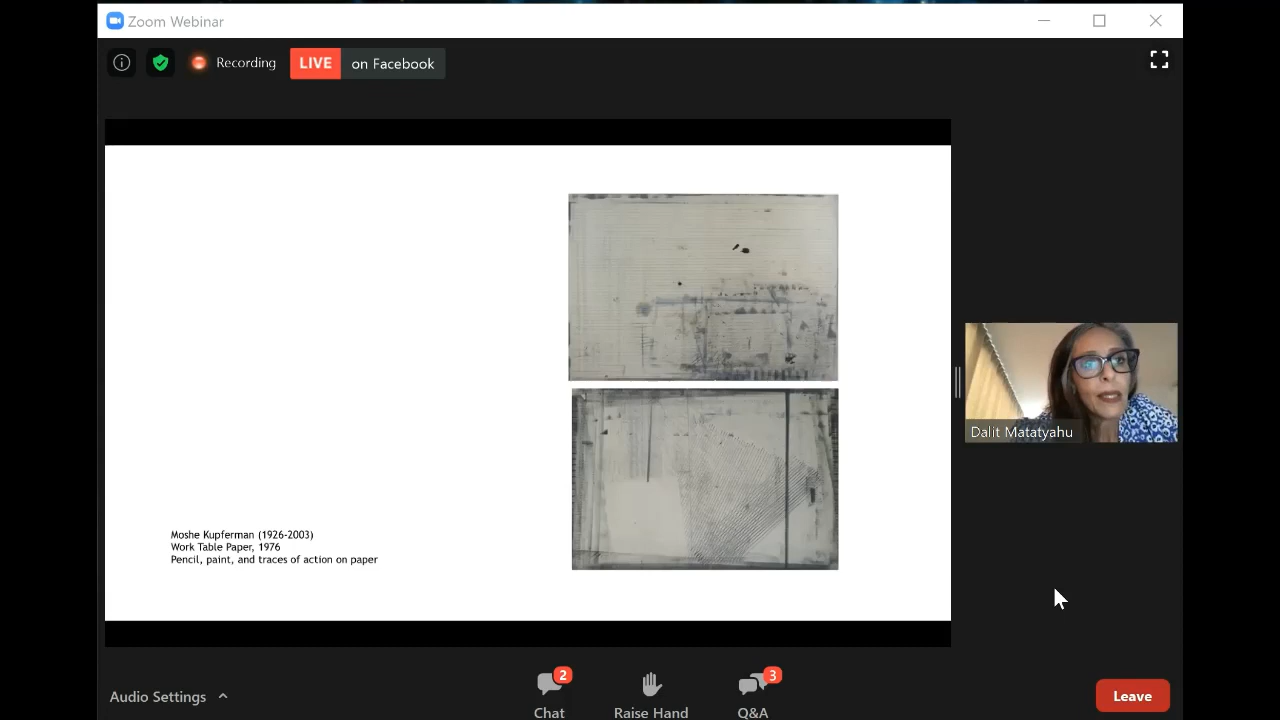 Zoom Webinar
Recording
LIVE on Facebook
Moshe Kupferman (1926-2003)
Work Table Paper, 1976
Pencil, paint, and traces of action on paper
Dalit Matatyahu
Audio Settings
2
Chat
Raise Hand
3
Q&A
Leave